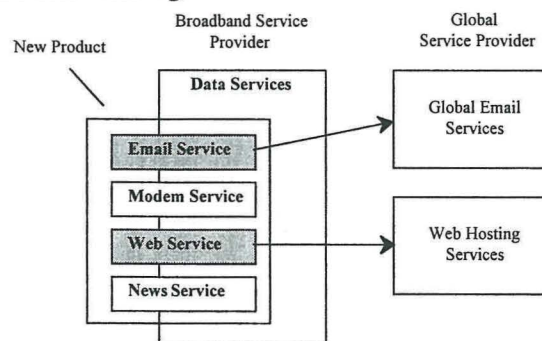 Broadband Service
Provider
Global
Service Provider
New Product
Data Services
Global Email
Services
Email Service
Modem Service
Web Service
Web Hosting
Services
News Service